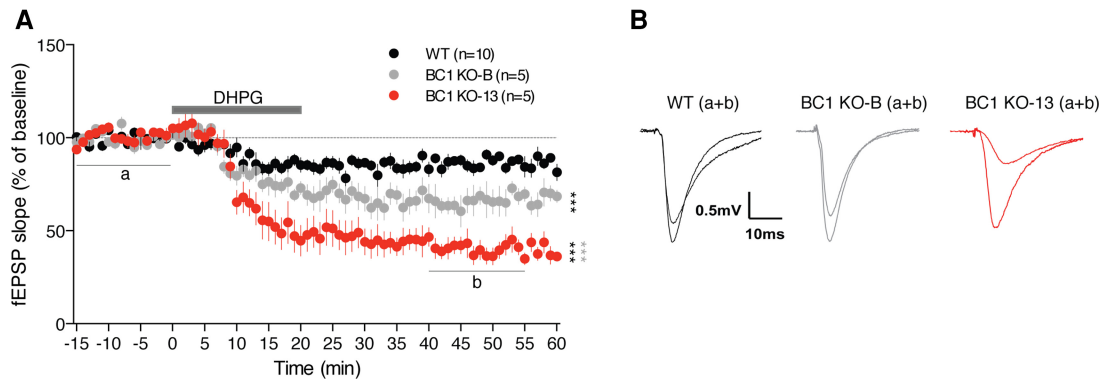 A
B
fEPSP slope (% of baseline)
150
100
50
0
WT (n=10)
BC1 KO-B (n=5)
BC1 KO-13 (n=5)
DHPG
a
b
***
***
***
-15 -10 -5 0 5 10 15 20 25 30 35 40 45 50 55 60
Time (min)
WT (a+b) BC1 KO-B (a+b) BC1 KO-13 (a+b)
0.5mV
10ms